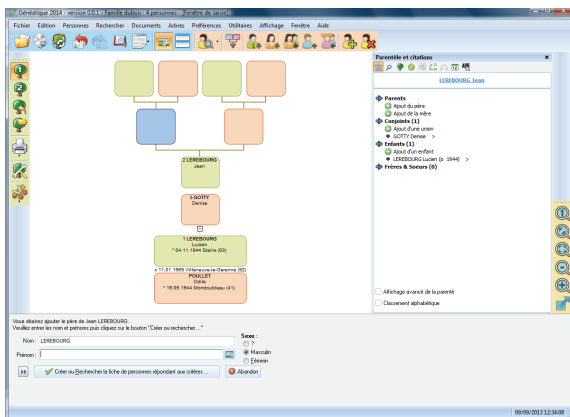 Généatique 2014 - version 0.6.1 - Famille dubois - 4 personnes - [Fenêtre de saisie]
Fichier Edition Personnes Rechercher Documents Arbres Préférences Utilitaires Affichage Fenêtre Aide
Parentèle et citations
LEREBOURG Jean
Parents
Ajout du père
Ajout de la mère
Conjoints (1)
Ajout d'une union
GOTTY Denise >
Enfants (1)
Ajout d'un enfant
LEREBOURG Lucien (o 1944) >
Frères & Soeurs (0)
2 LEREBOURG
Jean
3 GOTTY
Denise
1 LEREBOURG
Lucien
° 04.11.1944 Stains (93)
x 11.01.1969 Villeneuve-la-Garenne (92)
POULLET
Odile
° 16.06.1944 Mondoubleau (41)
Affichage avancé de la parenté
Classement alphabétique
Vous désirez ajouter le père de Jean LEREBOURG.
Veuillez entrer les nom et prénoms puis cliquez sur le bouton "Créer ou rechercher ..."
Nom : LEREBOURG
Prénom :
Sexe :
?
Masculin
Féminin
Créer ou Rechercher la fiche de personnes répondant aux critères ...
Abandon
09/09/2013 12:34:08